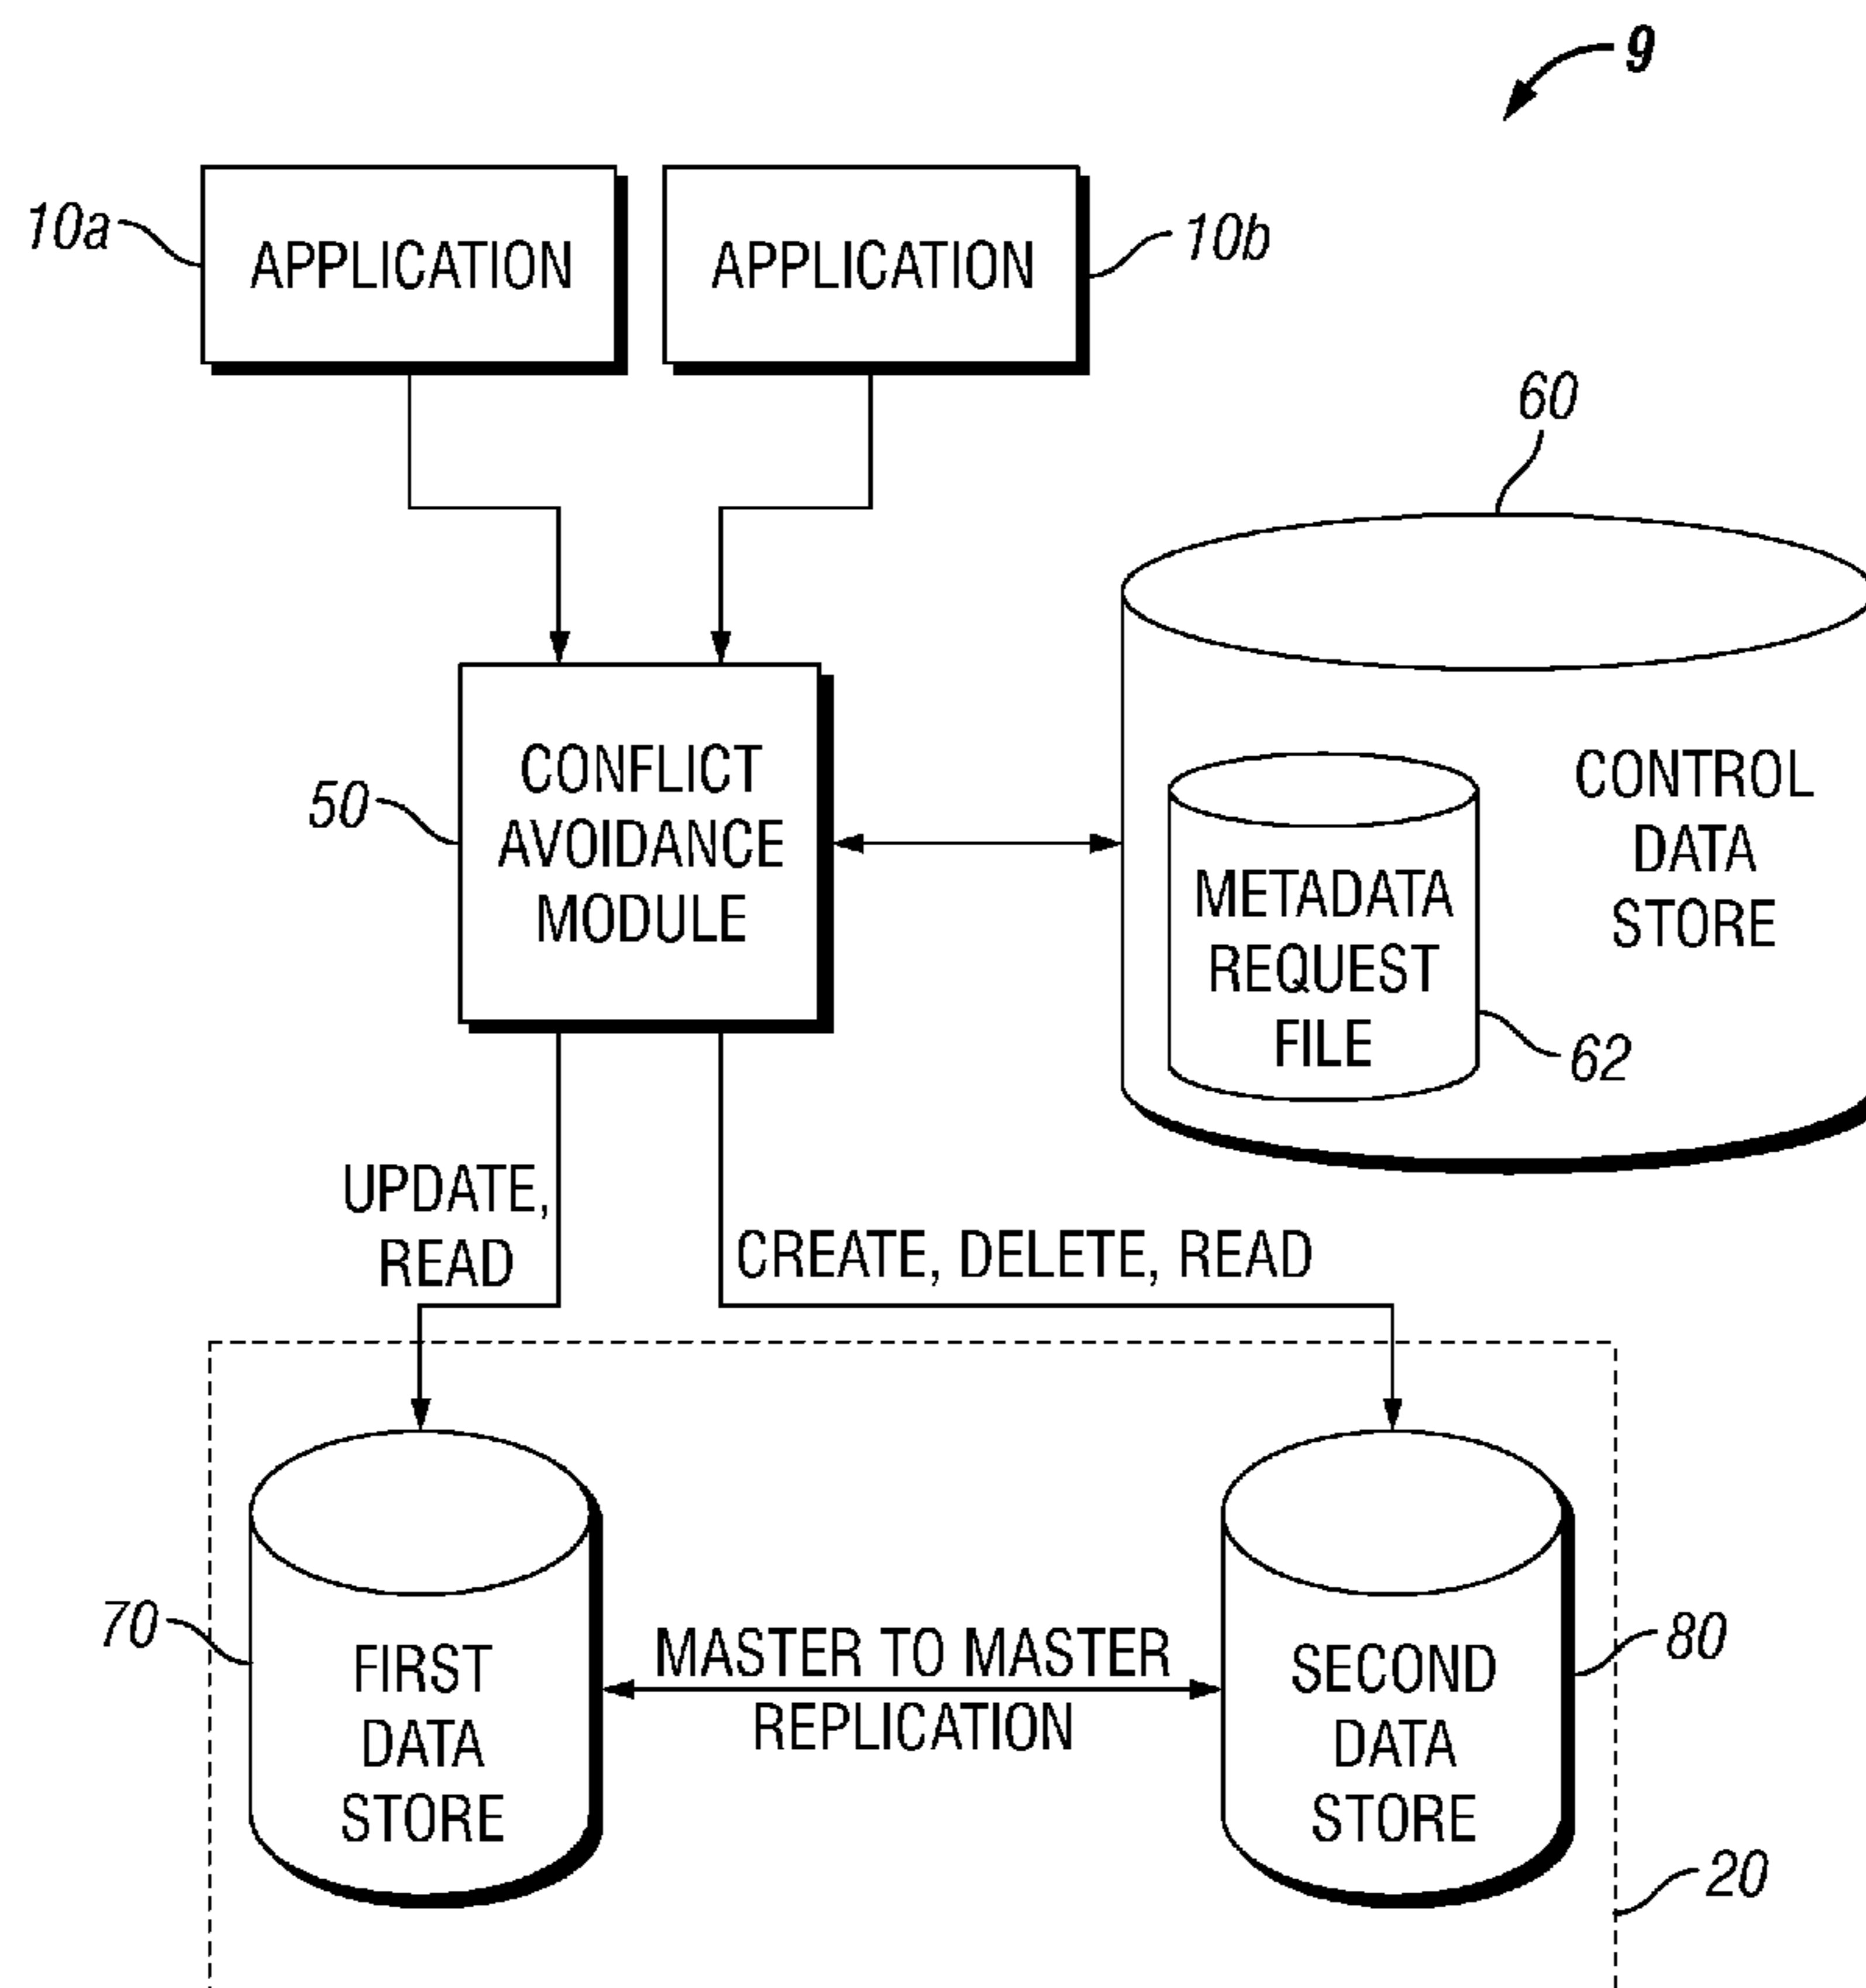 9
10a
APPLICATION
APPLICATION
10b
60
50
CONFLICT
AVOIDANCE
MODULE
CONTROL
DATA
STORE
METADATA
REQUEST
FILE
62
UPDATE,
READ
CREATE, DELETE, READ
70
FIRST
DATA
STORE
MASTER TO MASTER
REPLICATION
SECOND
DATA
STORE
80
20